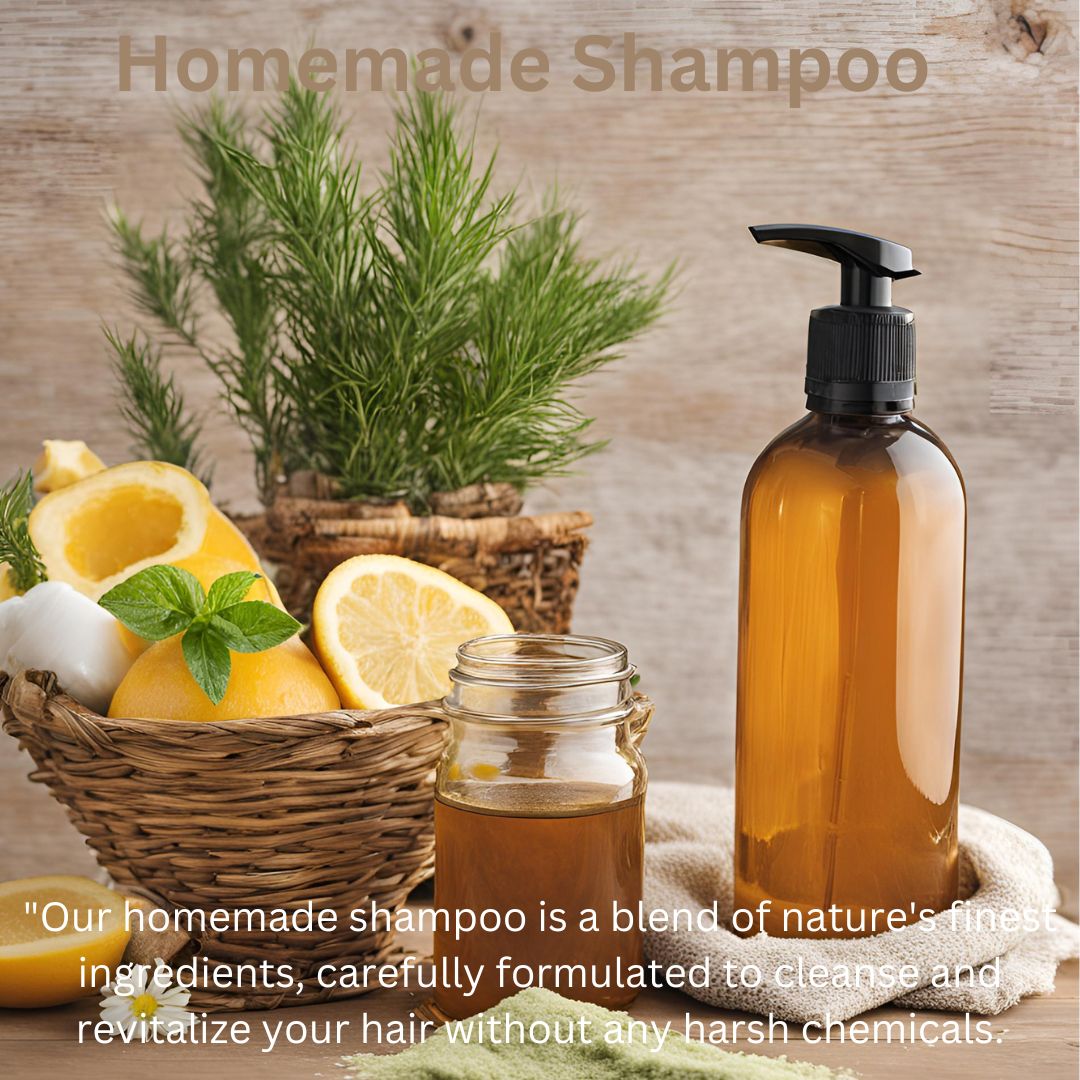 Homemade Shampoo
"Our homemade shampoo is a blend of nature's finest
ingredients, carefully formulated to cleanse and
revitalize your hair without any harsh chemicals.